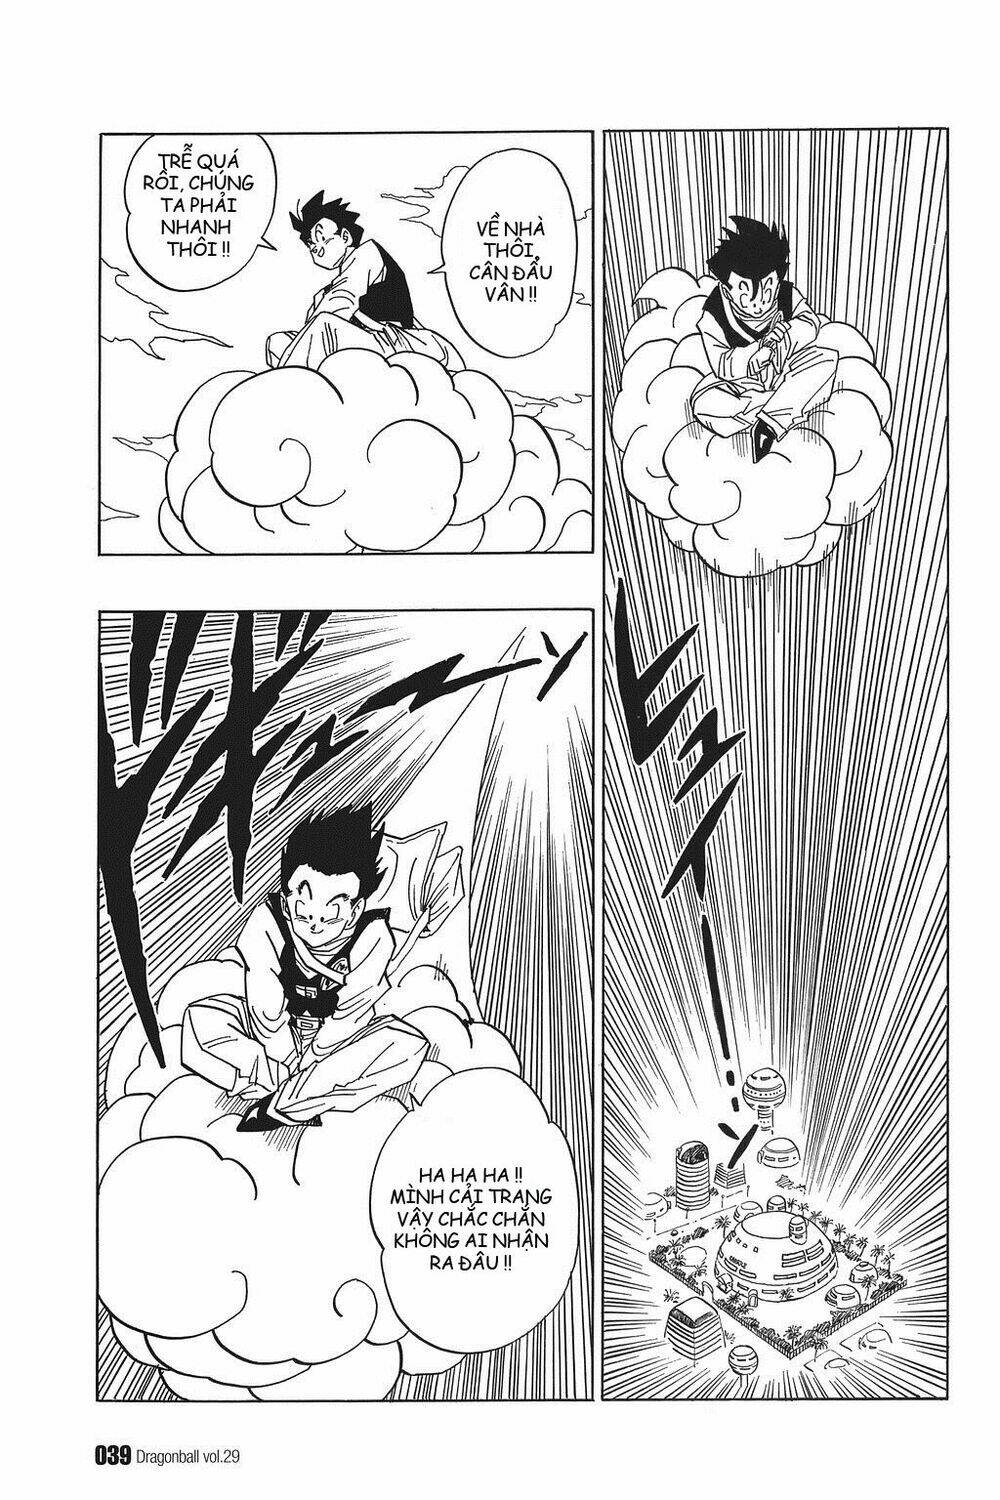 VỀ NHÀ
THÔI,
CÂN ĐẨU
VÂN !!
TRỄ QUÁ
RỒI, CHÚNG
TA PHẢI
NHANH
THÔI !!
HA HA HA !!
MÌNH CẢI TRANG
VẬY CHẮC CHẮN
KHÔNG AI NHẬN
RA ĐÂU !!
039 Dragonball vol.29